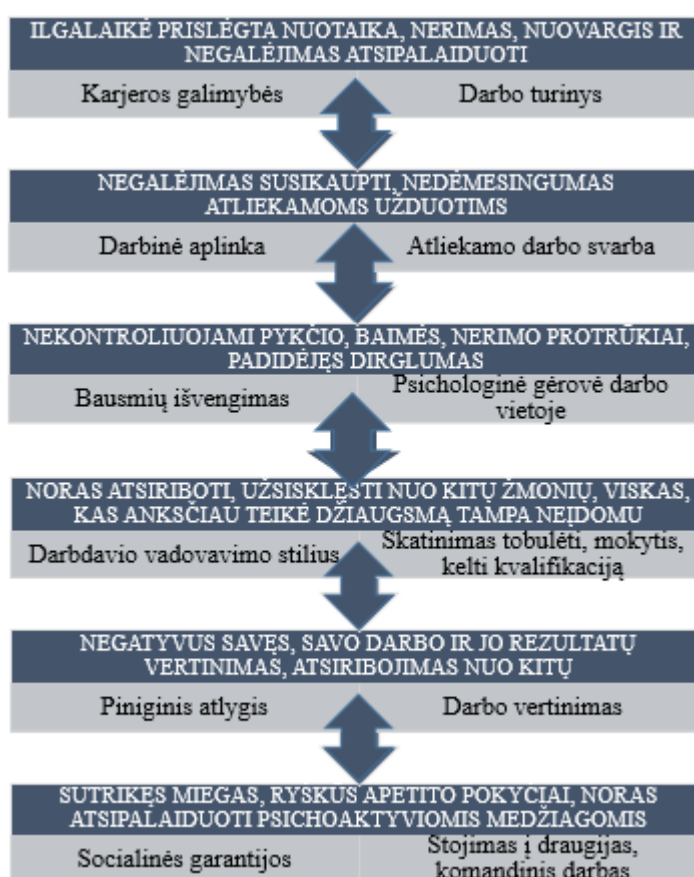 ILGALAIKĖ PRISLĖGTA NUOTAIKA, NERIMAS, NUOVARGIS IR
NEGALĖJIMAS ATSIPALAIDUOTI
Karjeros galimybės
Darbo turinys
NEGALĖJIMAS SUSIKAUPTI, NEDĖMESINGUMAS
ATLIEKAMOMS UŽDUOTIMS
Darbinė aplinka
Atliekamo darbo svarba
NEKONTROLIUOJAMI PYKČIO, BAIMĖS, NERIMO PROTRŪKIAI,
PADIDĖJĘS DIRGLUMAS
Bausmių išvengimas
Psichologinė gėrovė darbo
vietoje
NORAS ATSIRIBOTI, UŽSISKLĘSTI NUO KITŲ ŽMONIŲ, VISKAS,
KAS ANKSČIAU TEIKĖ DŽIAUGSMĄ TAMPA NEĮDOMU
Darbdavio vadovavimo stilius
Skatinimas tobulėti, mokytis,
kelti kvalifikaciją
NEGATYVUS SAVĘS, SAVO DARBO IR JO REZULTATŲ
VERTINIMAS, ATSIRIBOJIMAS NUO KITŲ
Piniginis atlygis
Darbo vertinimas
SUTRIKĘS MIEGAS, RYŠKŪS APETITO POKYČIAI, NORAS
ATSIPALAIDUOTI PSICHOAKTYVIOMIS MEDŽIAGOMIS
Socialinės garantijos
Stojimas į draugijas,
komandinis darbas